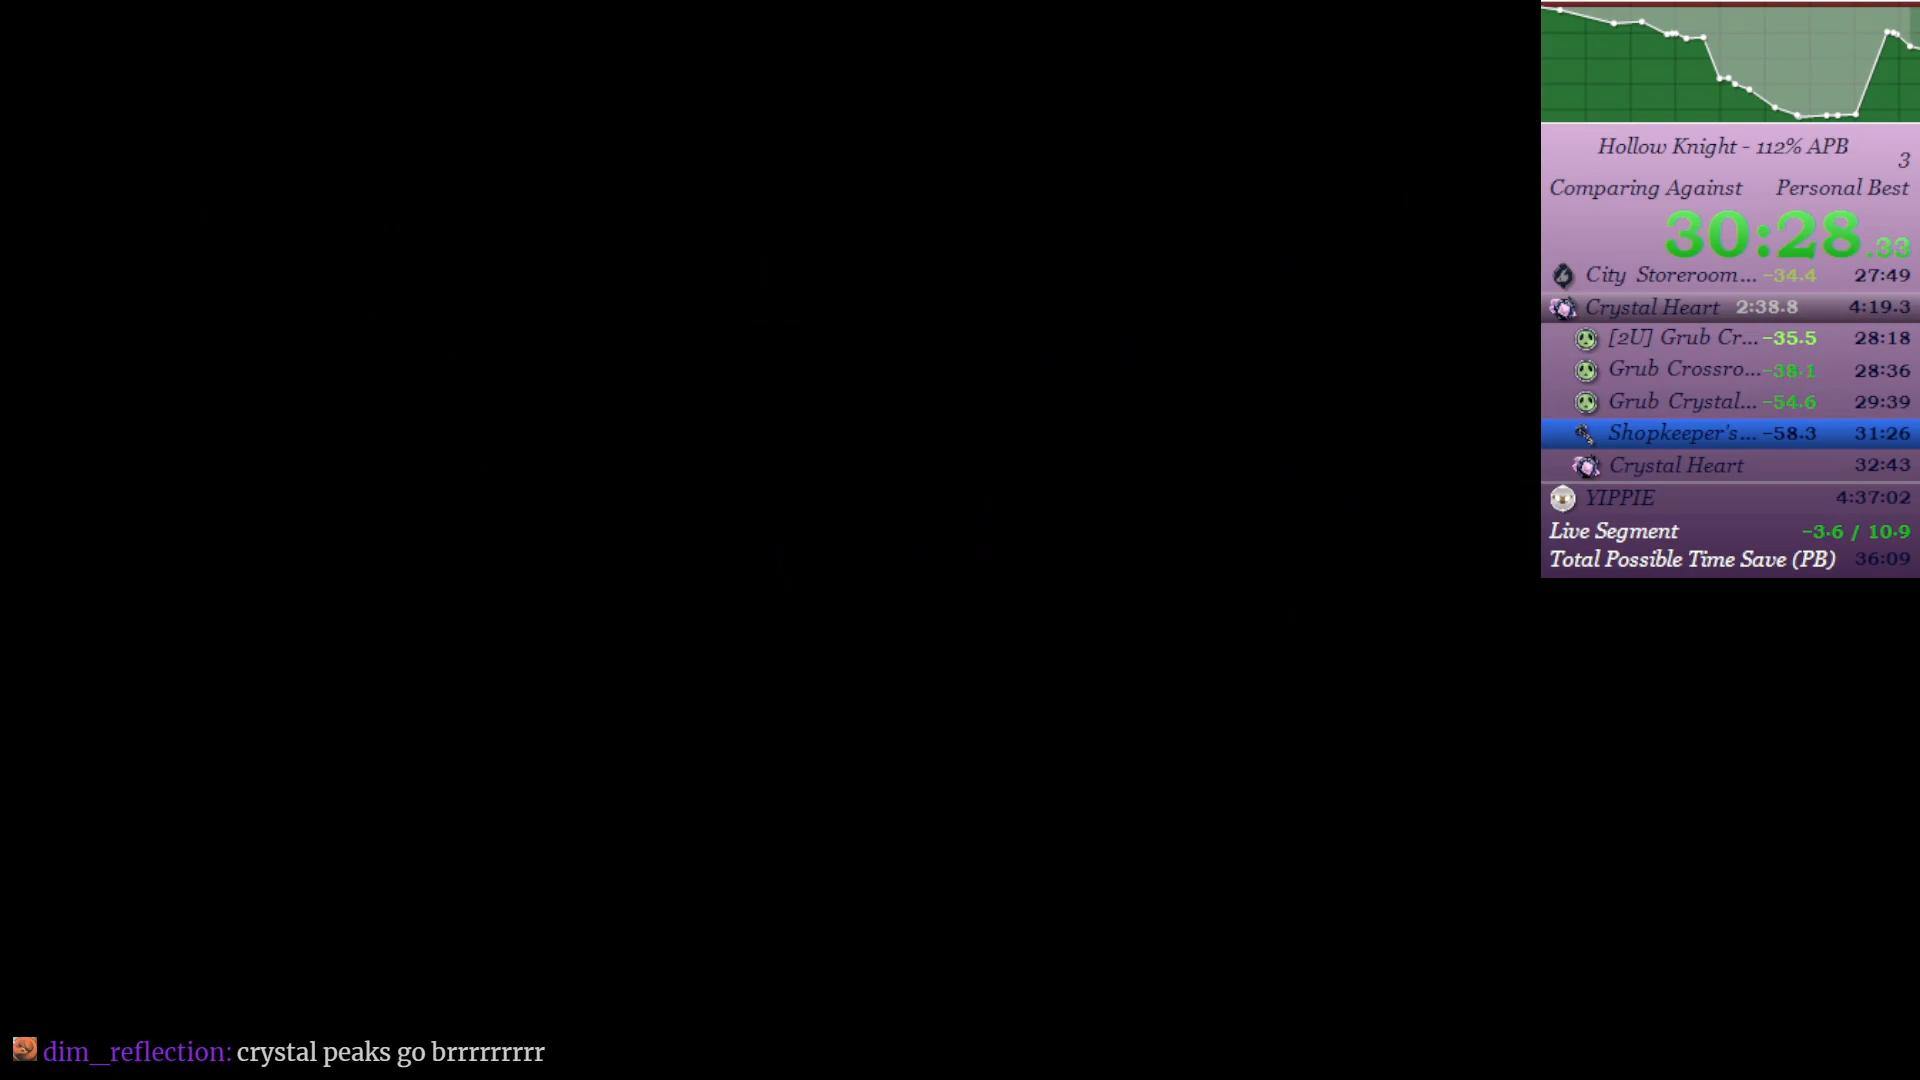 Hollow Knight - 112% APB
3
Comparing Against Personal Best
30:28.33
City Storeroom... -34.4 27:49
Crystal Heart 2:38.8 4:19.3
[2U] Grub Cr... -35.5 28:18
Grub Crossro... -38.1 28:36
Grub Crystal... -54.6 29:39
Shopkeeper's... -58.3 31:26
Crystal Heart 32:43
YIPPIE 4:37:02
Live Segment -3.6 / 10.9
Total Possible Time Save (PB) 36:09
dim_reflection: crystal peaks go brrrrrrrrr